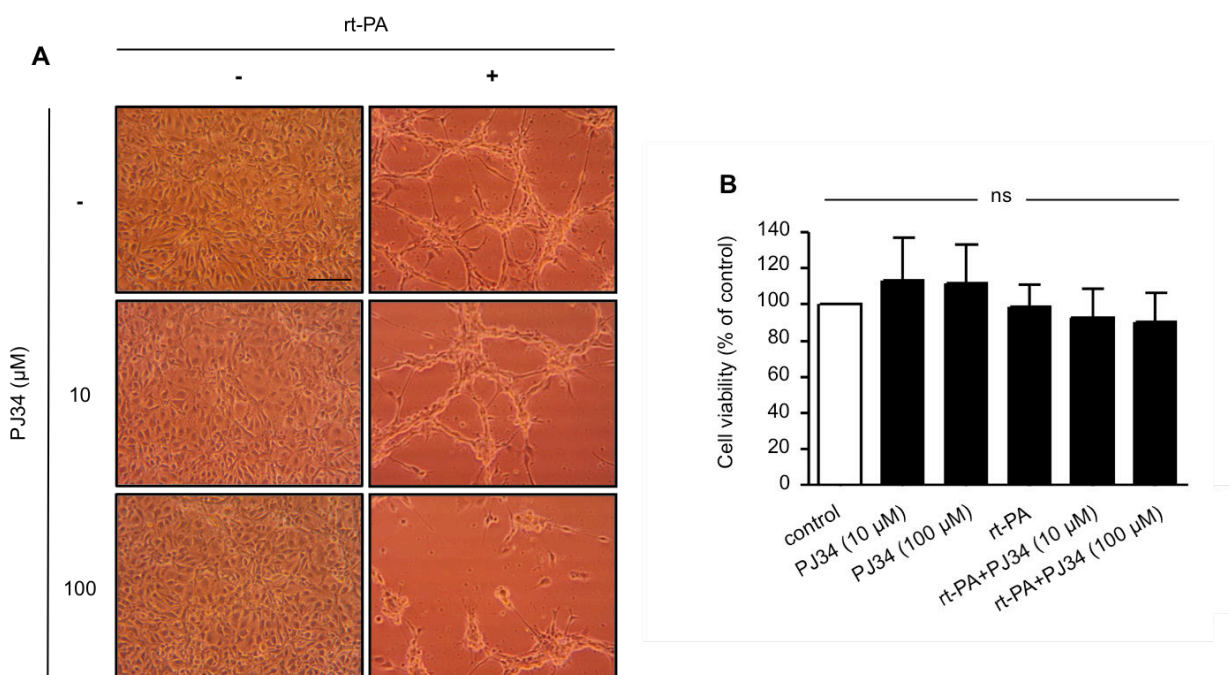 rt-PA
A
- +
PJ34 (µM)
-
10
100
B
ns
Cell viability (% of control)
140
120
100
80
60
40
20
0
control
PJ34 (10 µM)
PJ34 (100 µM)
rt-PA
rt-PA+PJ34 (10 µM)
rt-PA+PJ34 (100 µM)